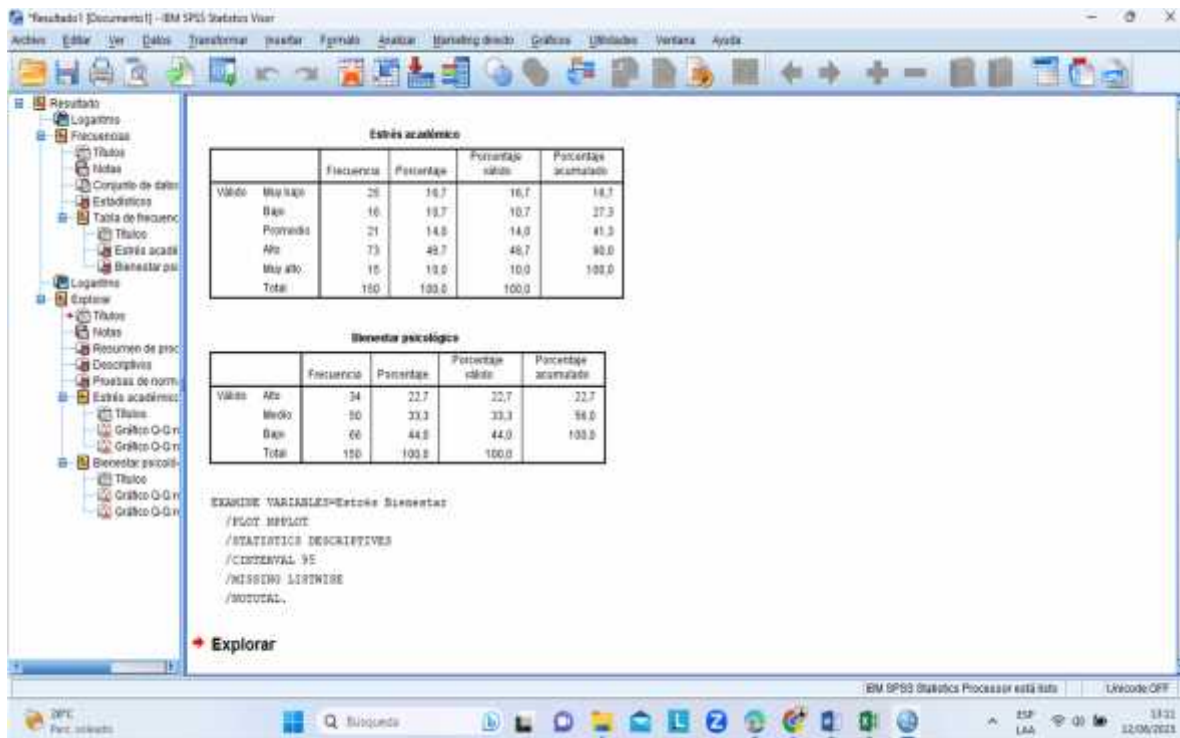 *Resultado1 [Documento1] - IBM SPSS Statistics Visor
Archivo Editar Ver Datos Transformar Insertar Formato Analizar Marketing directo Gráficos Utilidades Ventana Ayuda
Resultado
Logaritmo
Frecuencias
Títulos
Notas
Conjunto de datos
Estadísticos
Tabla de frecuenc
Títulos
Estrés acadé
Bienestar psi
Logaritmo
Explorar
Títulos
Notas
Resumen de proc
Descriptivos
Pruebas de norm
Estrés académic
Títulos
Gráfico Q-Q n
Gráfico Q-Q n
Bienestar psicoló
Títulos
Gráfico Q-Q n
Gráfico Q-Q n
Estrés académico
Frecuencia Porcentaje Porcentaje válido Porcentaje acumulado
Válido Muy bajo 25 16,7 16,7 16,7
Bajo 16 10,7 10,7 27,3
Promedio 21 14,0 14,0 41,3
Alto 73 48,7 48,7 90,0
Muy alto 15 10,0 10,0 100,0
Total 150 100,0 100,0
Bienestar psicológico
Frecuencia Porcentaje Porcentaje válido Porcentaje acumulado
Válido Alto 34 22,7 22,7 22,7
Medio 50 33,3 33,3 56,0
Bajo 66 44,0 44,0 100,0
Total 150 100,0 100,0
EXAMINE VARIABLES=Estrés Bienestar
/PLOT NPPLOT
/STATISTICS DESCRIPTIVES
/CINTERVAL 95
/MISSING LISTWISE
/NOTOTAL.
Explorar
IBM SPSS Statistics Processor está listo Unicode:OFF
Búsqueda
ESP
LAA